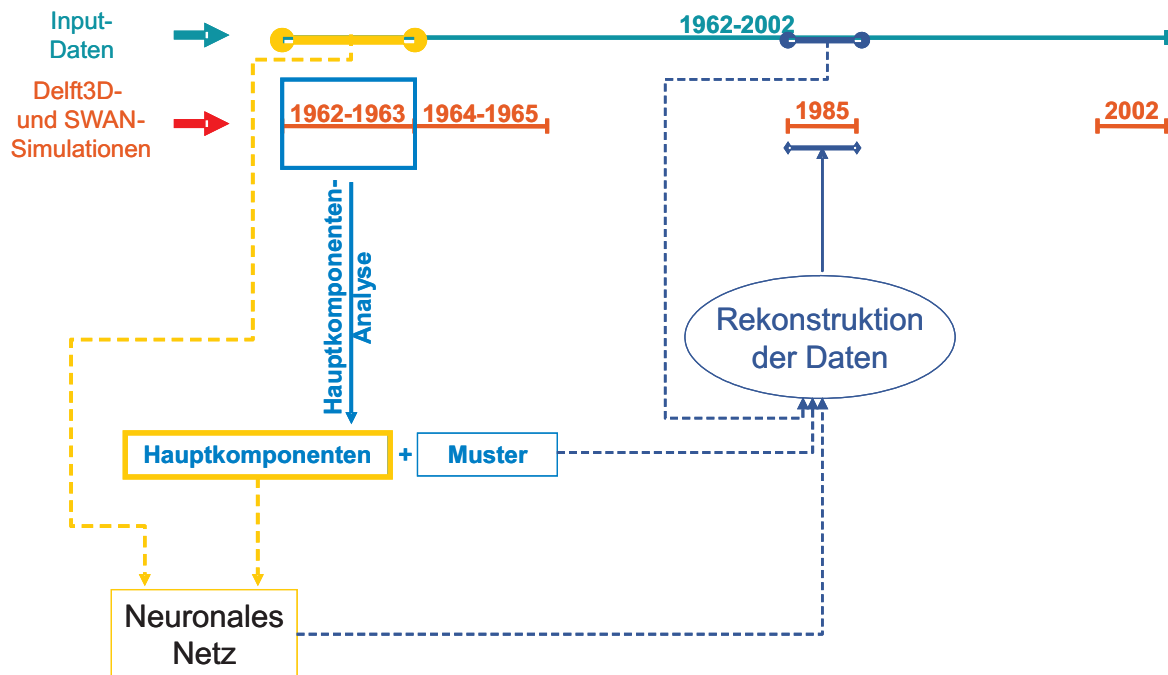 Input-
Daten
1962-2002
Delft3D-
und SWAN-
Simulationen
1962-1963
1964-1965
1985
2002
Hauptkomponenten-
Analyse
Rekonstruktion
der Daten
Hauptkomponenten
+
Muster
Neuronales
Netz